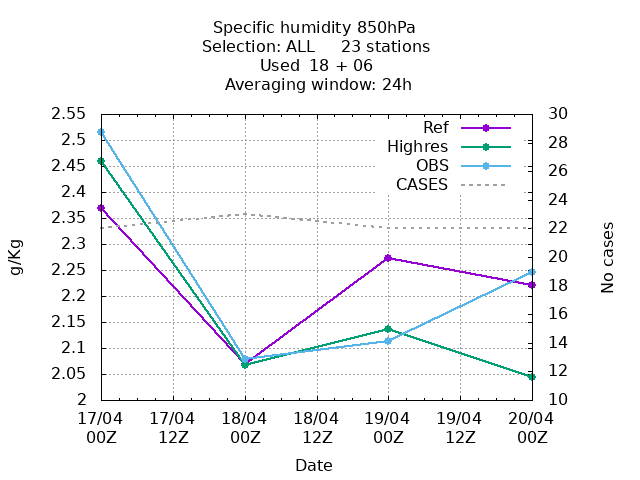 Specific humidity 850hPa
Selection: ALL     23 stations
Used  18 + 06
Averaging window: 24h
2.55
2.5
2.45
2.4
2.35
2.3
2.25
2.2
2.15
2.1
2.05
2
30
28
26
24
22
20
18
16
14
12
10
Ref
Highres
OBS
CASES
g/Kg
No cases
17/04 17/04 18/04 18/04 19/04 19/04 20/04
00Z 12Z 00Z 12Z 00Z 12Z 00Z
Date